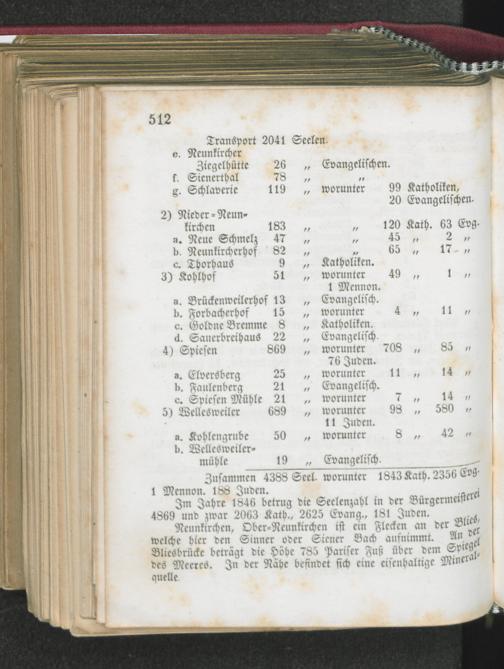 512
Transport 2041 Seelen.
e. Neunkircher
Ziegelhütte 26 „ Evangelischen.
f. Sienerthal 78 „ „
g. Schlaverie 119 „ worunter 99 Katholiken,
20 Evangelischen.
2) Nieder-Neun-
kirchen 183 „ „ 120 Kath. 63 Evg.
a. Neue Schmelz 47 „ „ 45 „ 2 „
b. Neunkircherhof 82 „ „ 65 „ 17 „
c. Thorhaus 9 „ Katholiken.
3) Kohlhof 51 „ worunter 49 „ 1 „
1 Mennon.
a. Brückenweilerhof 13 „ Evangelisch.
b. Forbacherhof 15 „ worunter 4 „ 11 „
c. Goldne Bremme 8 „ Katholiken.
d. Sauerbreihaus 22 „ Evangelisch.
4) Spiesen 869 „ worunter 708 „ 85 „
76 Juden.
a. Elversberg 25 „ worunter 11 „ 14 „
b. Faulenberg 21 „ Evangelisch.
c. Spiesen Mühle 21 „ worunter 7 „ 14 „
5) Wellesweiler 689 „ worunter 98 „ 580 „
11 Juden.
a. Kohlengrube 50 „ worunter 8 „ 42 „
b. Wellesweiler-
mühle 19 „ Evangelisch.
Zusammen 4388 Seel. worunter 1843 Kath. 2356 Evg.
1 Mennon. 188 Juden.
Im Jahre 1846 betrug die Seelenzahl in der Bürgermeisterei
4869 und zwar 2063 Kath., 2625 Evang., 181 Juden.
Neunkirchen, Ober-Neunkirchen ist ein Flecken an der Blies,
welche hier den Sinner oder Siener Bach aufnimmt. An der
Bliesbrücke beträgt die Höhe 785 Pariser Fuß über dem Spiegel
des Meeres. In der Nähe befindet sich eine eisenhaltige Mineral-
quelle.